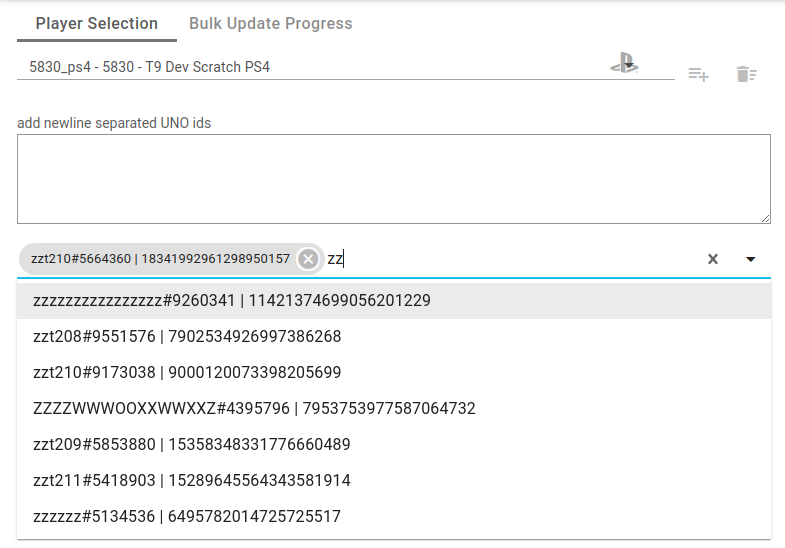 Player Selection Bulk Update Progress
5830_ps4 - 5830 - T9 Dev Scratch PS4
add newline separated UNO ids
zzt210#5664360 | 18341992961298950157 zz
zzzzzzzzzzzzzzzz#9260341 | 11421374699056201229
zzt208#9551576 | 7902534926997386268
zzt210#9173038 | 9000120073398205699
ZZZZWWWOOXXWWXXZ#4395796 | 7953753977587064732
zzt209#5853880 | 15358348331776660489
zzt211#5418903 | 15289645564343581914
zzzzzz#5134536 | 6495782014725725517